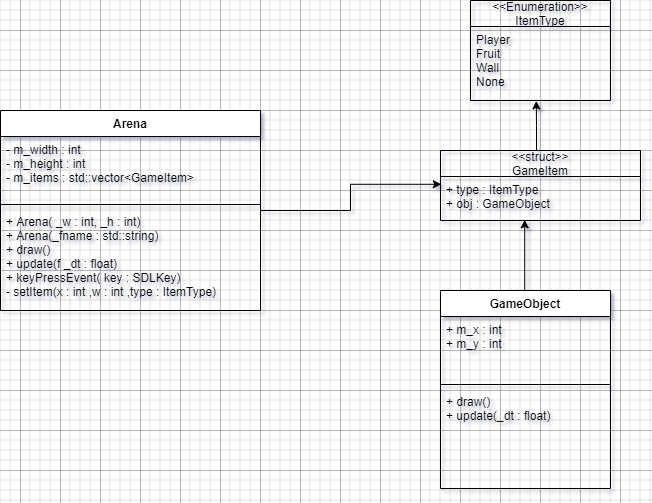 <<Enumeration>>
ItemType
Player
Fruit
Wall
None
Arena
- m_width : int
- m_height : int
- m_items : std::vector<GameItem>
+ Arena( _w : int, _h : int)
+ Arena(_fname : std::string)
+ draw()
+ update(f _dt : float)
+ keyPressEvent( key : SDLKey)
- setItem(x : int ,w : int ,type : ItemType)
<<struct>>
GameItem
+ type : ItemType
+ obj : GameObject
GameObject
+ m_x : int
+ m_y : int
+ draw()
+ update(_dt : float)